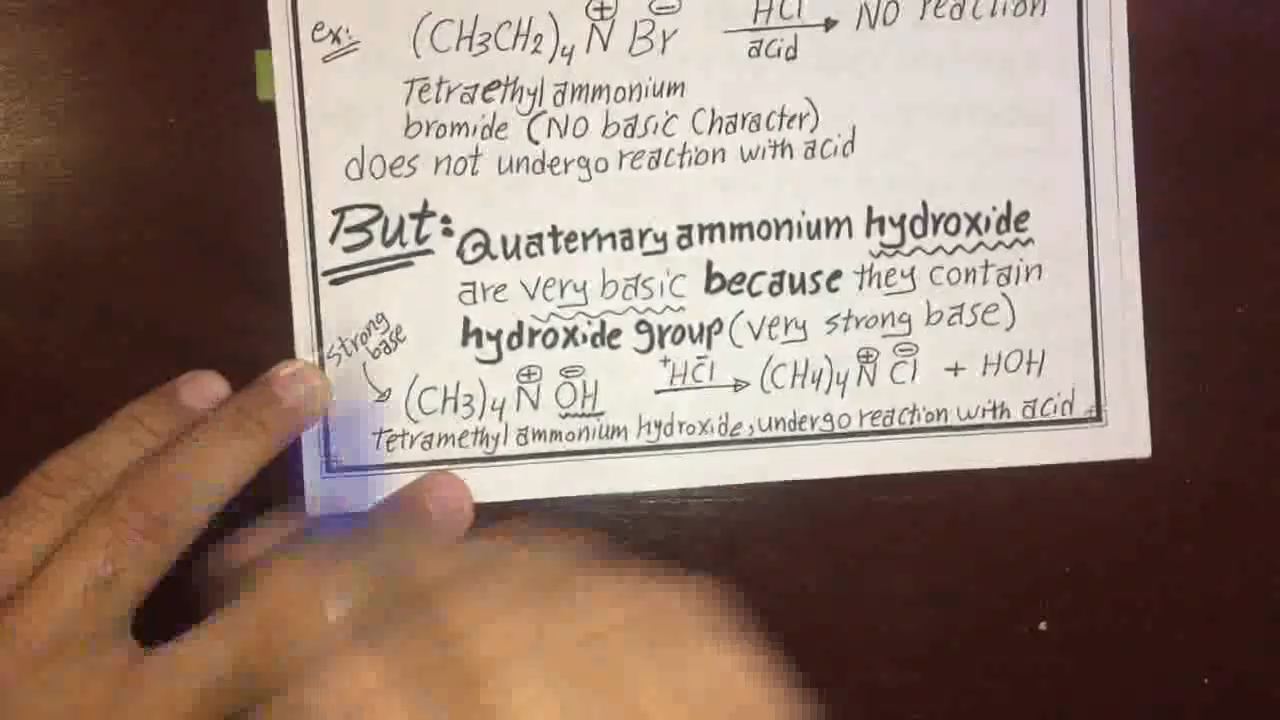 ex: (CH3CH2)4 N⊕ Br⊖ HCl acid → NO reaction
Tetraethyl ammonium
bromide (NO basic Character)
does not undergo reaction with acid
But: Quaternary ammonium hydroxide
are very basic because they contain
hydroxide group (very strong base)
strong base
(CH3)4 N⊕ OH⊖ +HCl- → (CH4)4 N⊕ Cl⊖ + HOH
Tetramethyl ammonium hydroxide, undergo reaction with acid